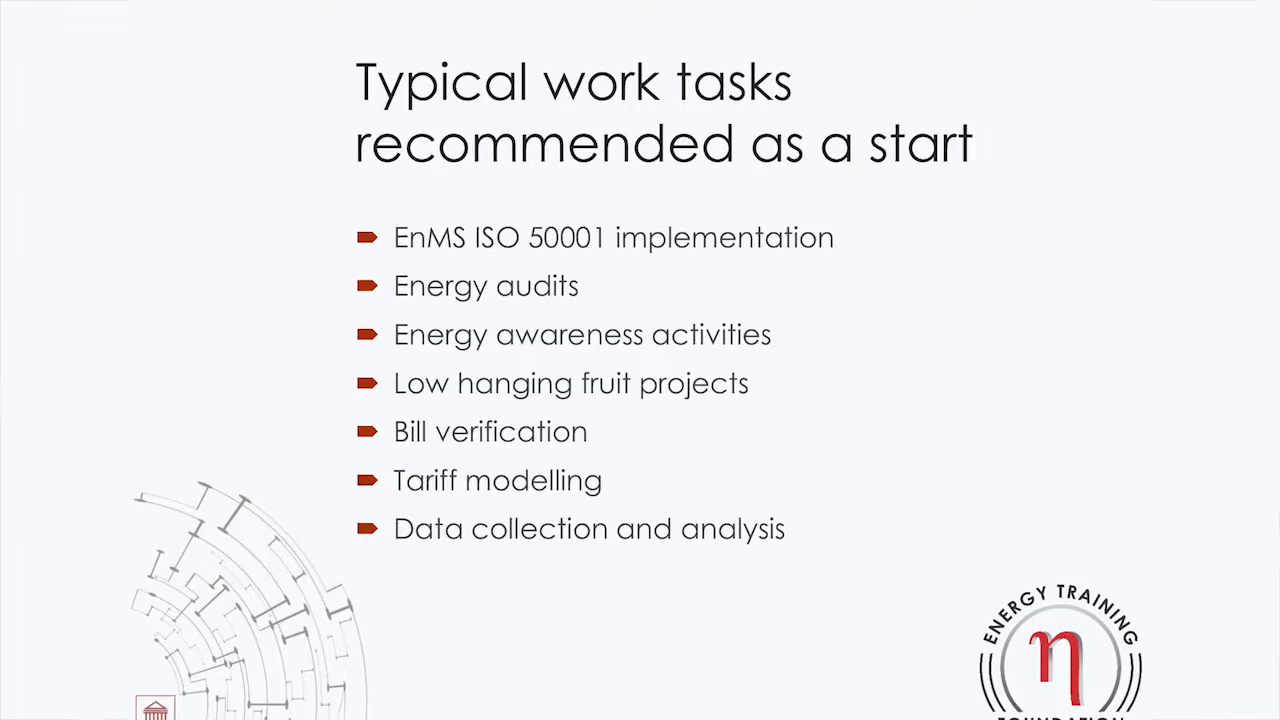 Typical work tasks
recommended as a start
EnMS ISO 50001 implementation
Energy audits
Energy awareness activities
Low hanging fruit projects
Bill verification
Tariff modelling
Data collection and analysis
ENERGY TRAINING
η
FOUNDATION